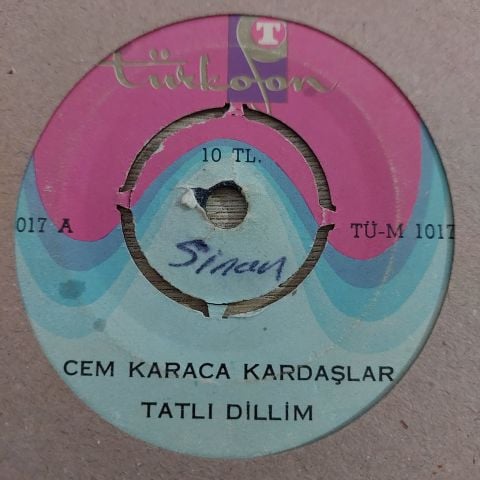 T
türkofon
10 TL.
017 A
TÜ-M 1017
Sinan
CEM KARACA KARDAŞLAR
TATLI DİLLİM